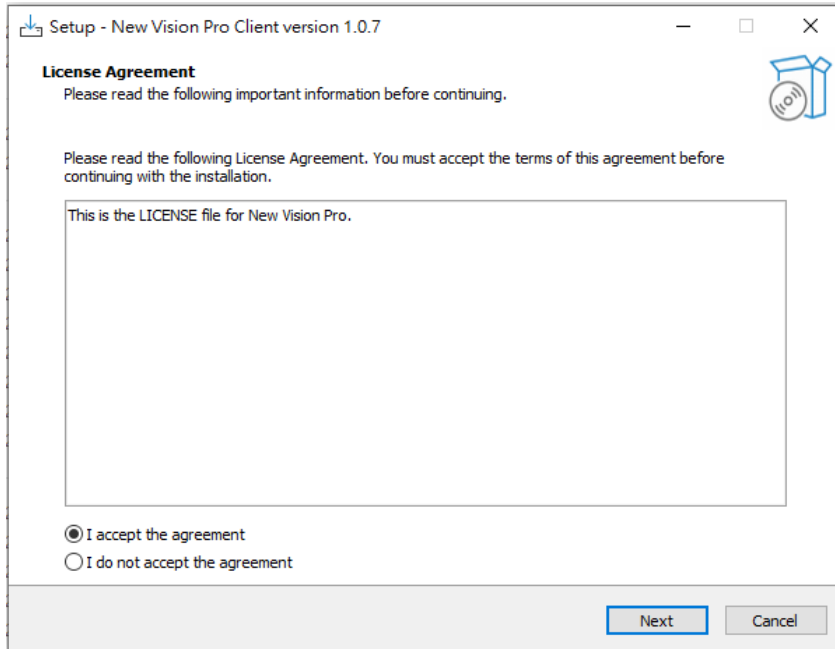 Setup - New Vision Pro Client version 1.0.7
License Agreement
Please read the following important information before continuing.
Please read the following License Agreement. You must accept the terms of this agreement before
continuing with the installation.
This is the LICENSE file for New Vision Pro.
I accept the agreement
I do not accept the agreement
Next
Cancel